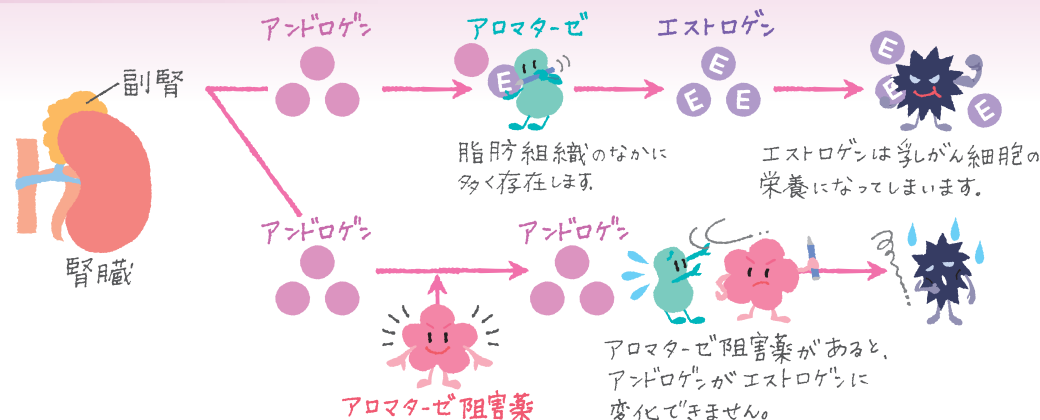 アンドロゲン
アロマターゼ
エストロゲン
副腎
E
E
E
E
E
E
E
脂肪組織のなかに
多く存在します。
エストロゲンは乳がん細胞の
栄養になってしまいます。
腎臓
アンドロゲン
アンドロゲン
アロマターゼ阻害薬
アロマターゼ阻害薬があると、
アンドロゲンがエストロゲンに
変化できません。